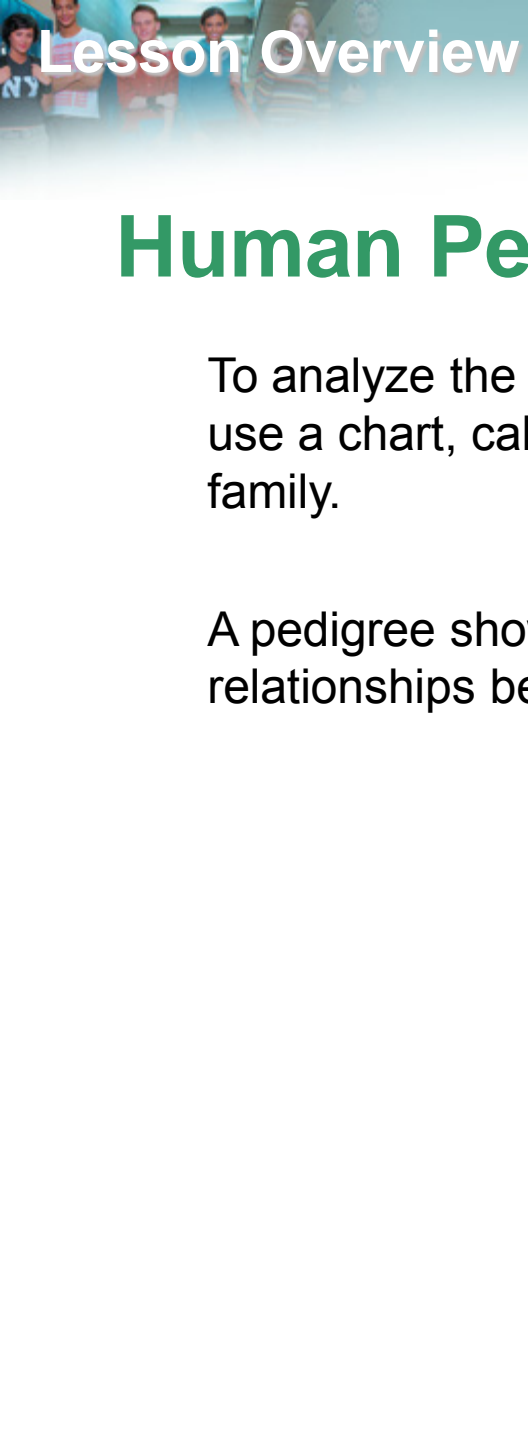 Lesson Overview
Human Pe
To analyze the
use a chart, cal
family.
A pedigree sho
relationships be